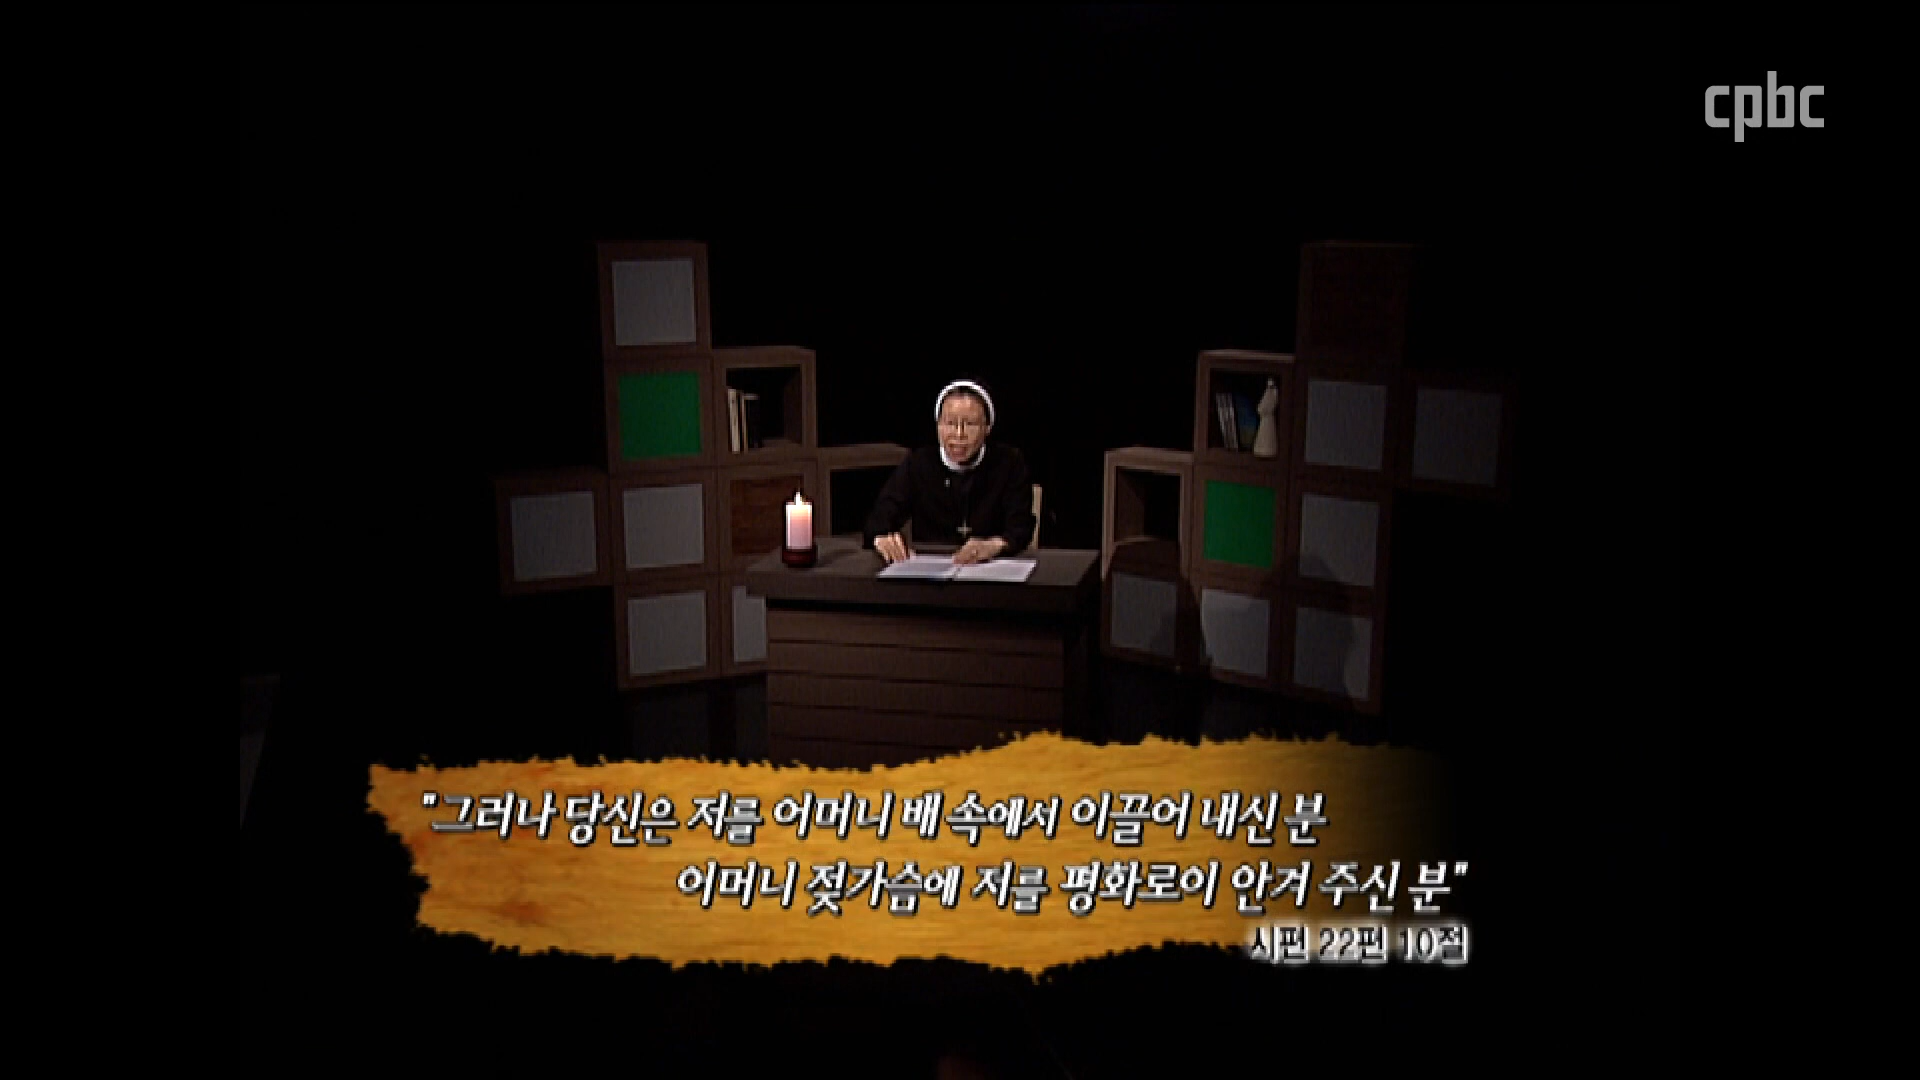 cpbc
"그러나 당신은 저를 어머니 배 속에서 이끌어 내신 분
어머니 젖가슴에 저를 평화로이 안겨 주신 분"
시편 22편 10절